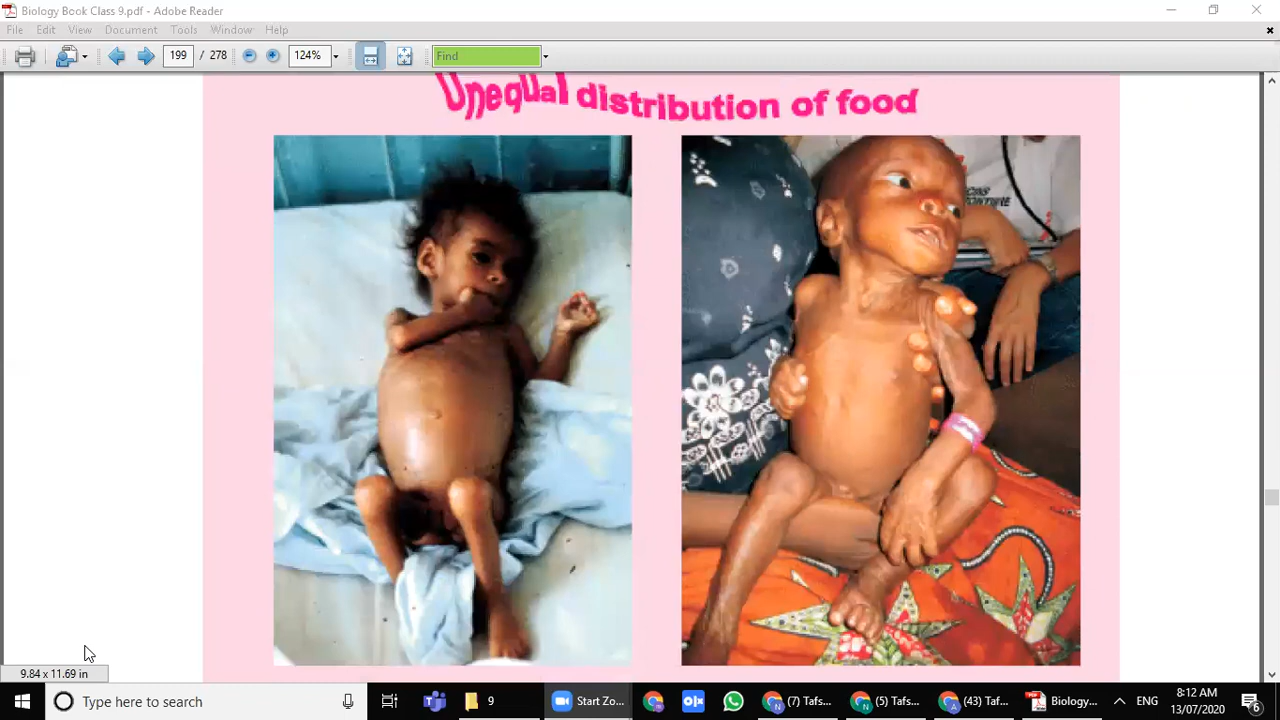 Biology Book Class 9.pdf - Adobe Reader
File Edit View Document Tools Window Help
199 / 278 124% Find
Unequal distribution of food
9.84 x 11.69 in
Type here to search
9
Start Zo...
(7) Tafs...
(5) Tafs...
(43) Taf...
Biology...
ENG
8:12 AM
13/07/2020
6